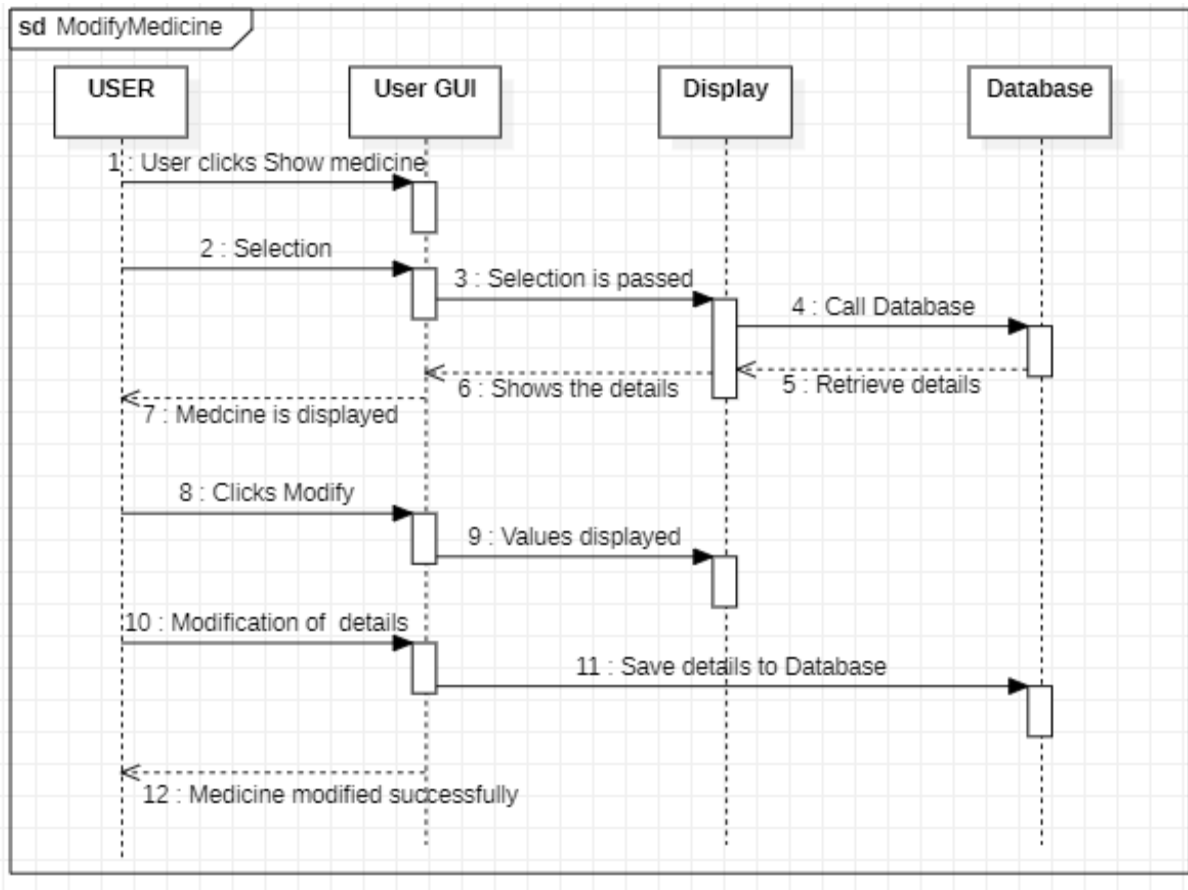 sd ModifyMedicine
USER
User GUI
Display
Database
1 : User clicks Show medicine
2 : Selection
3 : Selection is passed
4 : Call Database
5 : Retrieve details
6 : Shows the details
7 : Medcine is displayed
8 : Clicks Modify
9 : Values displayed
10 : Modification of  details
11 : Save details to Database
12 : Medicine modified successfully